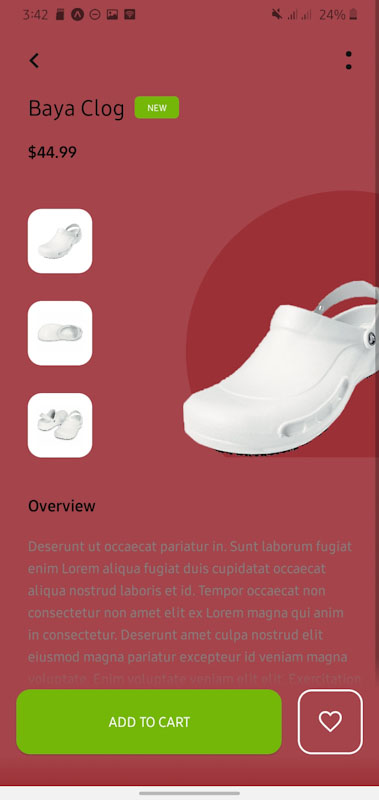 3:42 24%
Baya Clog NEW
$44.99
Overview
Deserunt ut occaecat pariatur in. Sunt laborum fugiat
enim Lorem aliqua fugiat duis cupidatat occaecat
aliqua nostrud laboris et id. Tempor occaecat non
consectetur non amet elit ex Lorem magna qui anim
in consectetur. Deserunt amet culpa nostrud elit
eiusmod magna pariatur excepteur id veniam magna
voluptate. Enim voluptate veniam elit elit. Exercitation
ADD TO CART